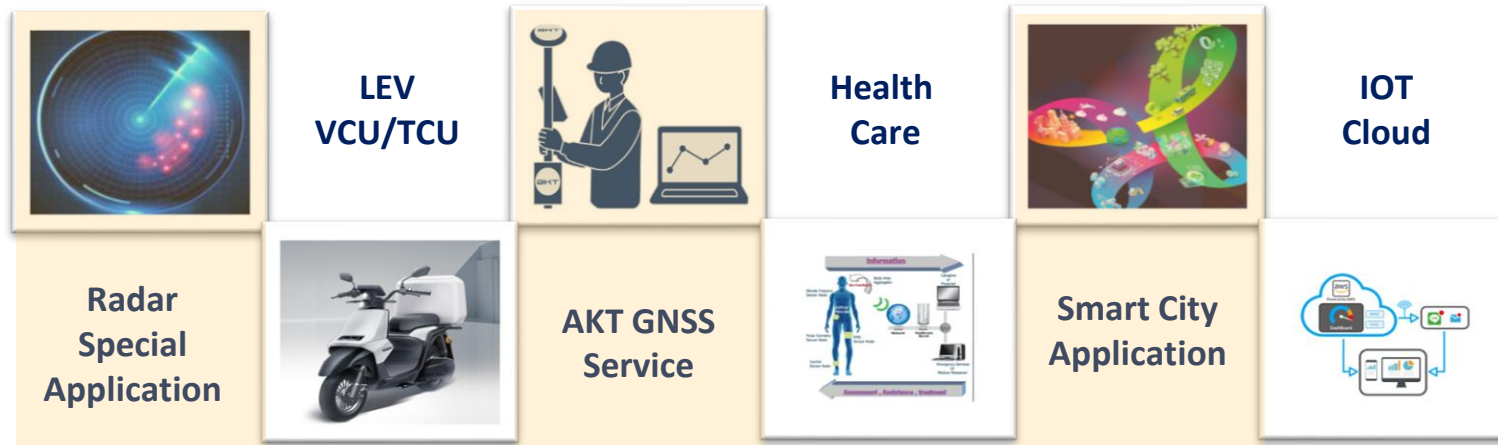 LEV
VCU/TCU
Health
Care
IOT
Cloud
AKT
AKT
Radar
Special
Application
AKT GNSS
Service
Smart City
Application
Information
Network
Assessment , Assistance , treatment
aws
DashBoard